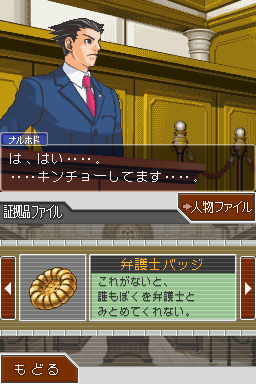 ナルホド
は、はい‥‥。
‥‥キンチョーしてます‥‥。
証拠品ファイル
➡人物ファイル
弁護士バッジ
これがないと、
誰もぼくを弁護士と
みとめてくれない。
もどる